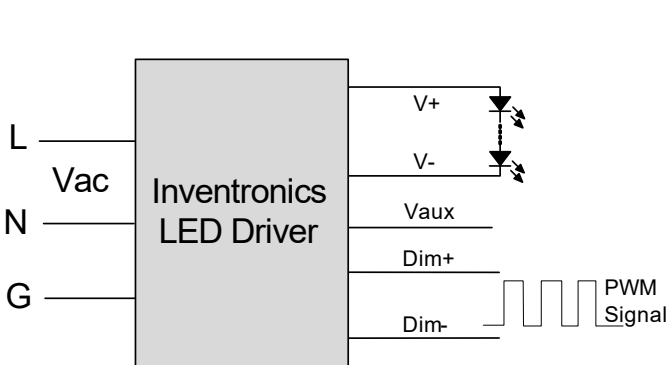 L
Vac
N
G
Inventronics
LED Driver
V+
V-
Vaux
Dim+
Dim-
PWM
Signal